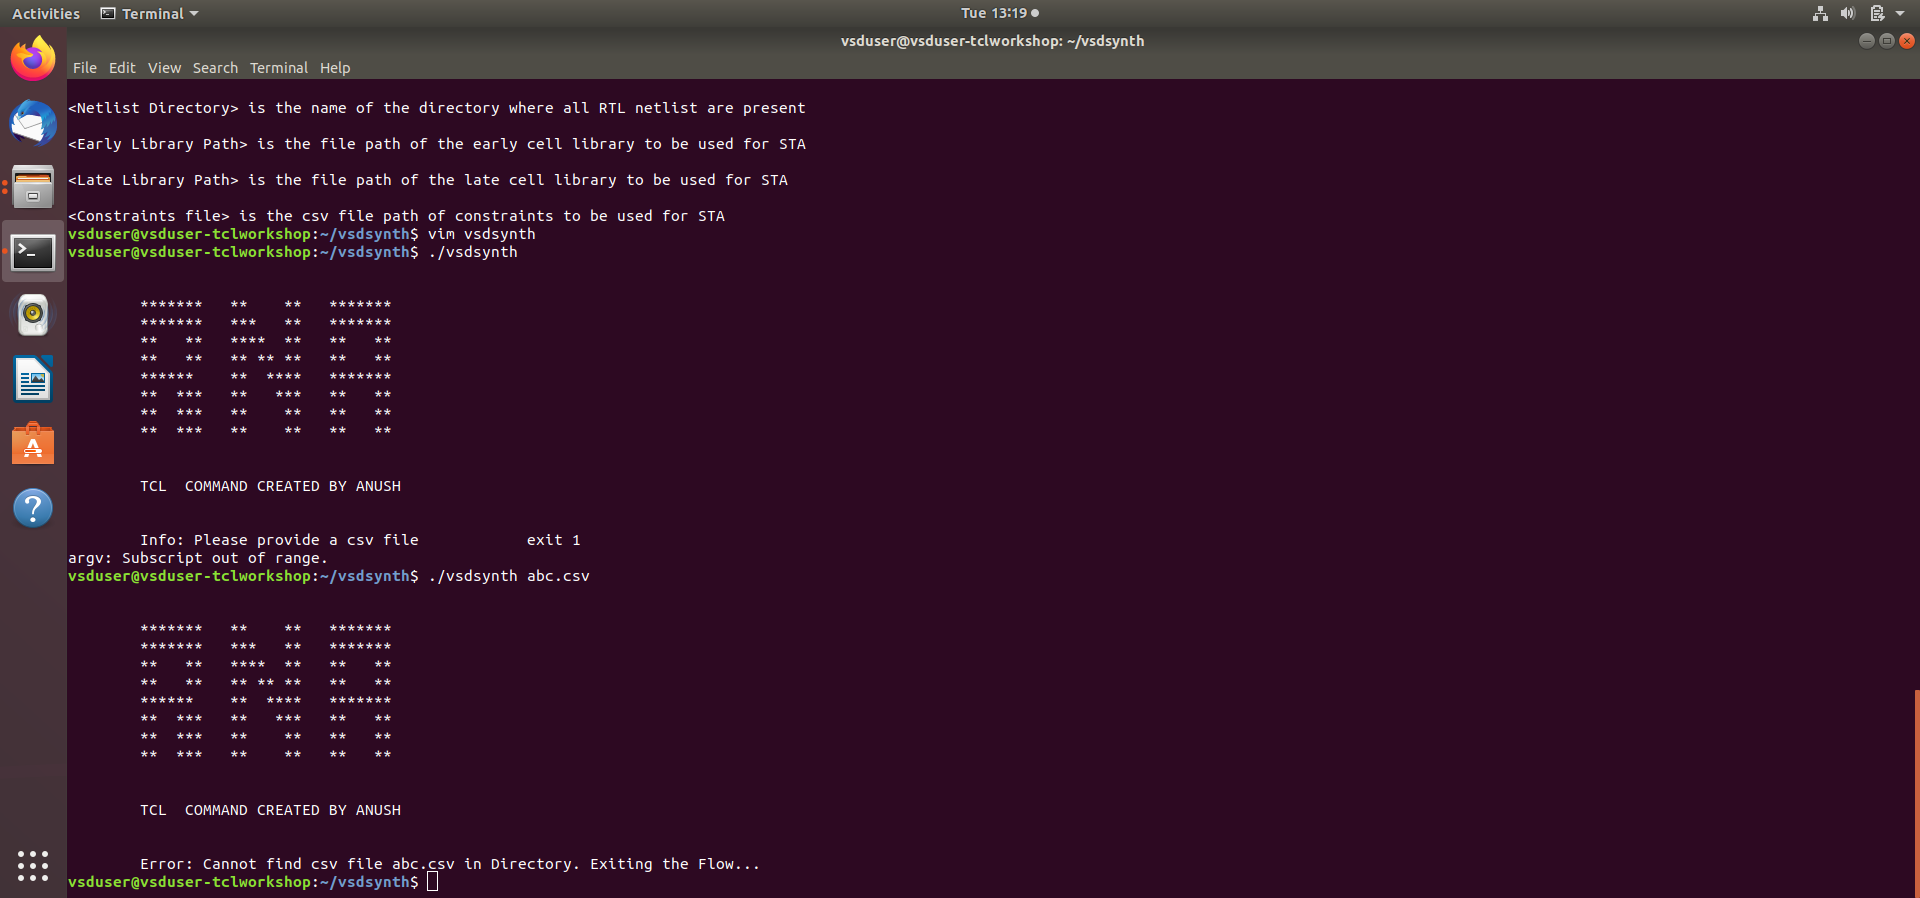 Activities Terminal Tue 13:19
vsduser@vsduser-tclworkshop: ~/vsdsynth
File Edit View Search Terminal Help
<Netlist Directory> is the name of the directory where all RTL netlist are present
<Early Library Path> is the file path of the early cell library to be used for STA
<Late Library Path> is the file path of the late cell library to be used for STA
<Constraints file> is the csv file path of constraints to be used for STA
vsduser@vsduser-tclworkshop:~/vsdsynth$ vim vsdsynth
vsduser@vsduser-tclworkshop:~/vsdsynth$ ./vsdsynth
*******   **    **   *******
*******   ***   **   *******
**   **   ****  **   **   **
**   **   ** ** **   **   **
******    **  ****   *******
**  ***   **   ***   **   **
**  ***   **    **   **   **
**  ***   **    **   **   **
TCL  COMMAND CREATED BY ANUSH
Info: Please provide a csv file            exit 1
argv: Subscript out of range.
vsduser@vsduser-tclworkshop:~/vsdsynth$ ./vsdsynth abc.csv
*******   **    **   *******
*******   ***   **   *******
**   **   ****  **   **   **
**   **   ** ** **   **   **
******    **  ****   *******
**  ***   **   ***   **   **
**  ***   **    **   **   **
**  ***   **    **   **   **
TCL  COMMAND CREATED BY ANUSH
Error: Cannot find csv file abc.csv in Directory. Exiting the Flow...
vsduser@vsduser-tclworkshop:~/vsdsynth$